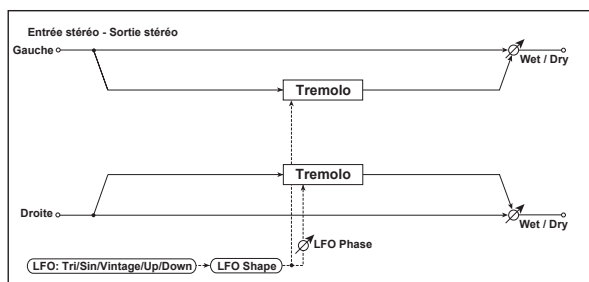 Entrée stéréo - Sortie stéréo
Gauche
Wet / Dry
Tremolo
Tremolo
Droite
Wet / Dry
LFO Phase
LFO: Tri/Sin/Vintage/Up/Down
LFO Shape